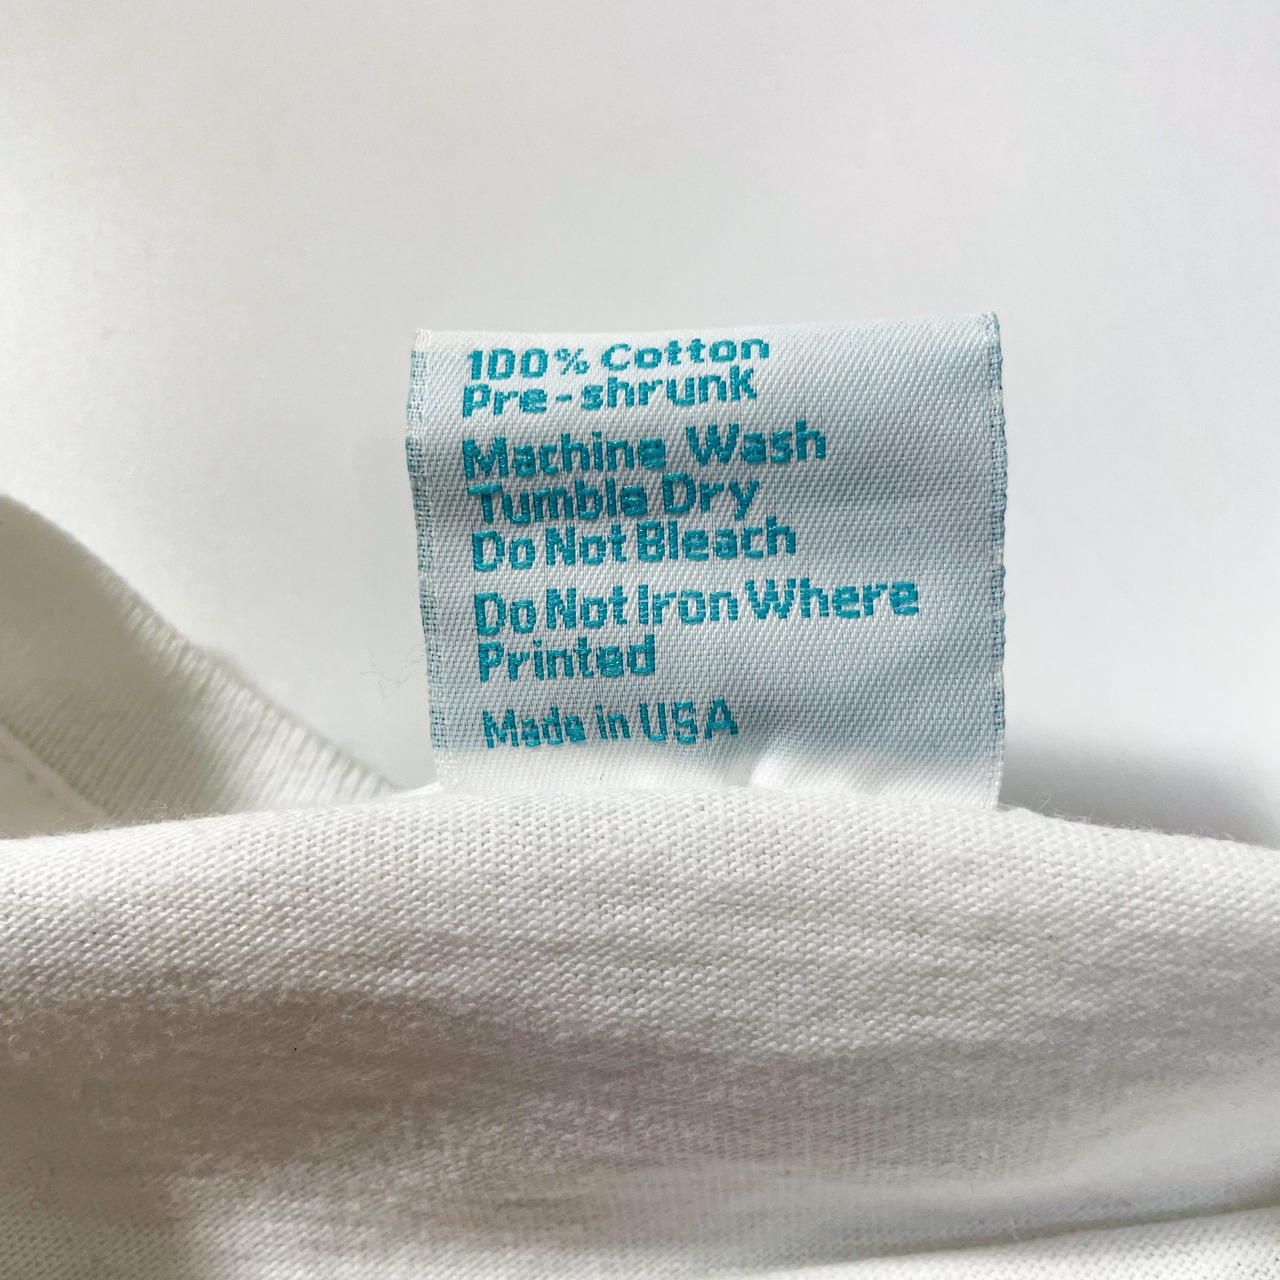 100% Cotton
Pre-shrunk
Machine Wash
Tumble Dry
Do Not Bleach
Do Not Iron Where
Printed
Made in USA